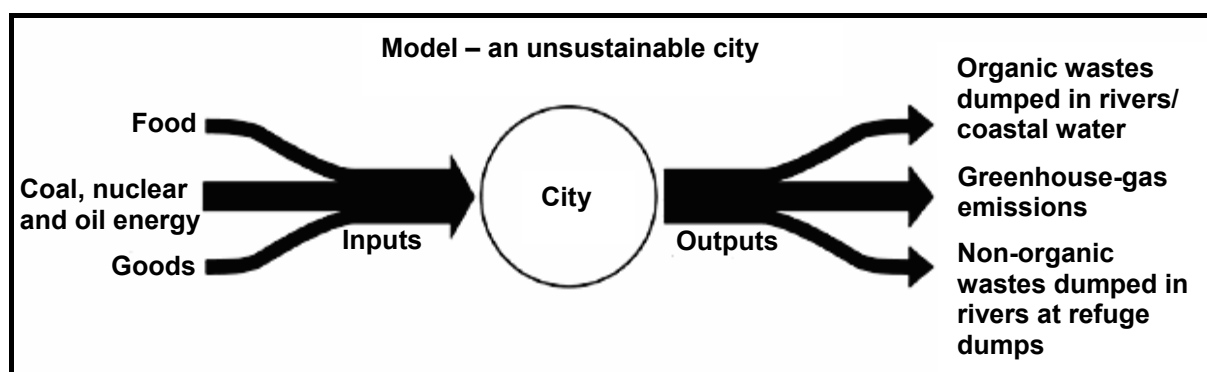 Model – an unsustainable city
Food
Coal, nuclear
and oil energy
Goods
Inputs
City
Outputs
Organic wastes
dumped in rivers/
coastal water
Greenhouse-gas
emissions
Non-organic
wastes dumped in
rivers at refuge
dumps